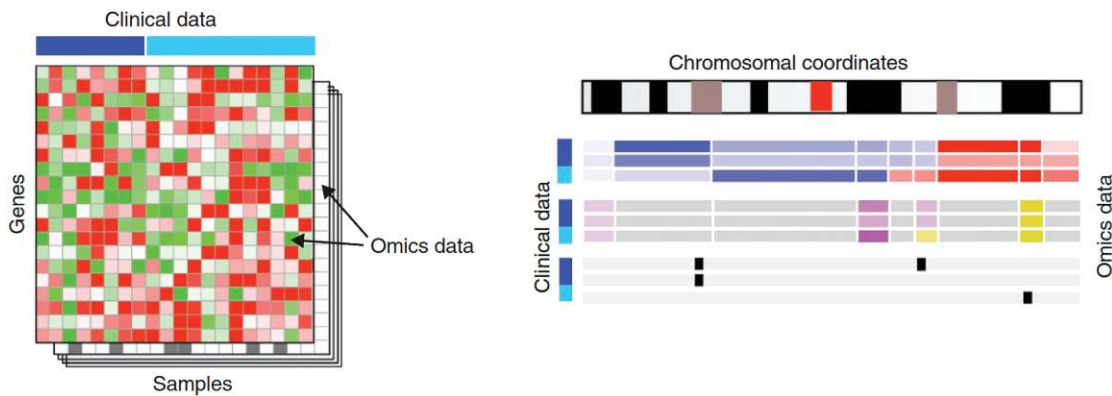 Clinical data
Genes
Omics data
Samples
Chromosomal coordinates
Clinical data
Omics data